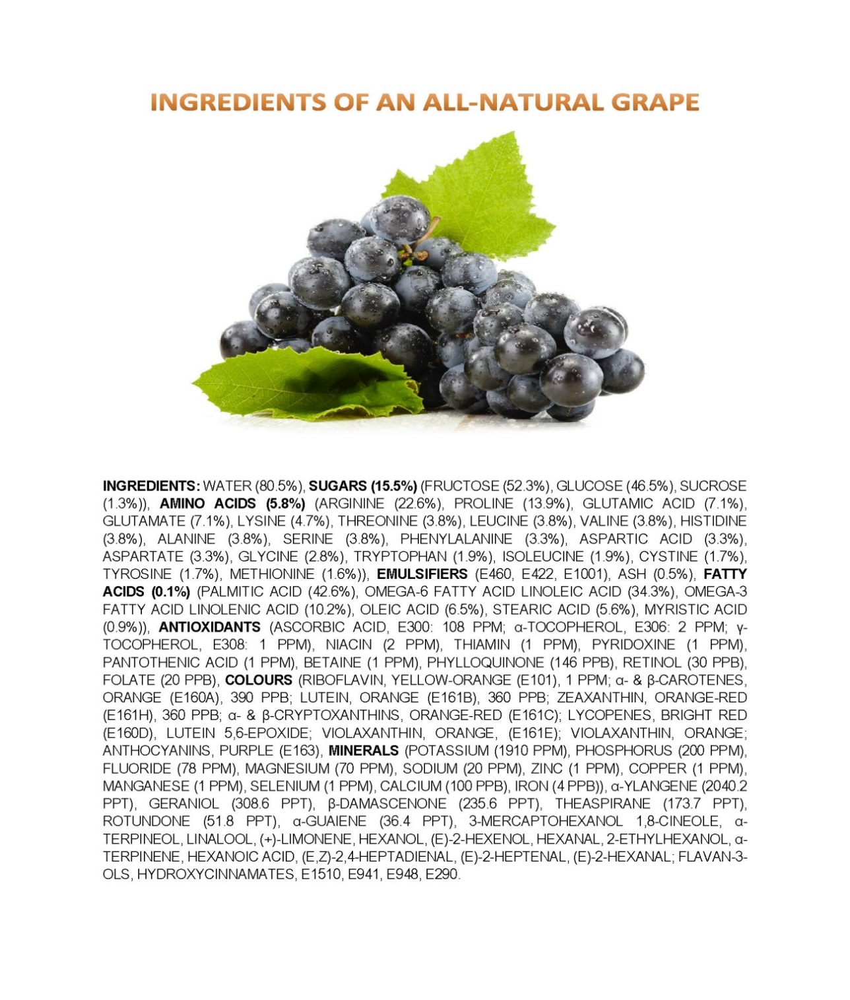 INGREDIENTS OF AN ALL-NATURAL GRAPE
INGREDIENTS: WATER (80.5%), SUGARS (15.5%) (FRUCTOSE (52.3%), GLUCOSE (46.5%), SUCROSE
(1.3%)), AMINO ACIDS (5.8%) (ARGININE (22.6%), PROLINE (13.9%), GLUTAMIC ACID (7.1%),
GLUTAMATE (7.1%), LYSINE (4.7%), THREONINE (3.8%), LEUCINE (3.8%), VALINE (3.8%), HISTIDINE
(3.8%), ALANINE (3.8%), SERINE (3.8%), PHENYLALANINE (3.3%), ASPARTIC ACID (3.3%),
ASPARTATE (3.3%), GLYCINE (2.8%), TRYPTOPHAN (1.9%), ISOLEUCINE (1.9%), CYSTINE (1.7%),
TYROSINE (1.7%), METHIONINE (1.6%)), EMULSIFIERS (E460, E422, E1001), ASH (0.5%), FATTY
ACIDS (0.1%) (PALMITIC ACID (42.6%), OMEGA-6 FATTY ACID LINOLEIC ACID (34.3%), OMEGA-3
FATTY ACID LINOLENIC ACID (10.2%), OLEIC ACID (6.5%), STEARIC ACID (5.6%), MYRISTIC ACID
(0.9%)), ANTIOXIDANTS (ASCORBIC ACID, E300: 108 PPM; α-TOCOPHEROL, E306: 2 PPM; γ-
TOCOPHEROL, E308: 1 PPM), NIACIN (2 PPM), THIAMIN (1 PPM), PYRIDOXINE (1 PPM),
PANTOTHENIC ACID (1 PPM), BETAINE (1 PPM), PHYLLOQUINONE (146 PPB), RETINOL (30 PPB),
FOLATE (20 PPB), COLOURS (RIBOFLAVIN, YELLOW-ORANGE (E101), 1 PPM; α- & β-CAROTENES,
ORANGE (E160A), 390 PPB; LUTEIN, ORANGE (E161B), 360 PPB; ZEAXANTHIN, ORANGE-RED
(E161H), 360 PPB; α- & β-CRYPTOXANTHINS, ORANGE-RED (E161C); LYCOPENES, BRIGHT RED
(E160D), LUTEIN 5,6-EPOXIDE; VIOLAXANTHIN, ORANGE, (E161E); VIOLAXANTHIN, ORANGE;
ANTHOCYANINS, PURPLE (E163), MINERALS (POTASSIUM (1910 PPM), PHOSPHORUS (200 PPM),
FLUORIDE (78 PPM), MAGNESIUM (70 PPM), SODIUM (20 PPM), ZINC (1 PPM), COPPER (1 PPM),
MANGANESE (1 PPM), SELENIUM (1 PPM), CALCIUM (100 PPB), IRON (4 PPB)), α-YLANGENE (2040.2
PPT), GERANIOL (308.6 PPT), β-DAMASCENONE (235.6 PPT), THEASPIRANE (173.7 PPT),
ROTUNDONE (51.8 PPT), α-GUAIENE (36.4 PPT), 3-MERCAPTOHEXANOL 1,8-CINEOLE, α-
TERPINEOL, LINALOOL, (+)-LIMONENE, HEXANOL, (E)-2-HEXENOL, HEXANAL, 2-ETHYLHEXANOL, α-
TERPINENE, HEXANOIC ACID, (E,Z)-2,4-HEPTADIENAL, (E)-2-HEPTENAL, (E)-2-HEXANAL; FLAVAN-3-
OLS, HYDROXYCINNAMATES, E1510, E941, E948, E290.